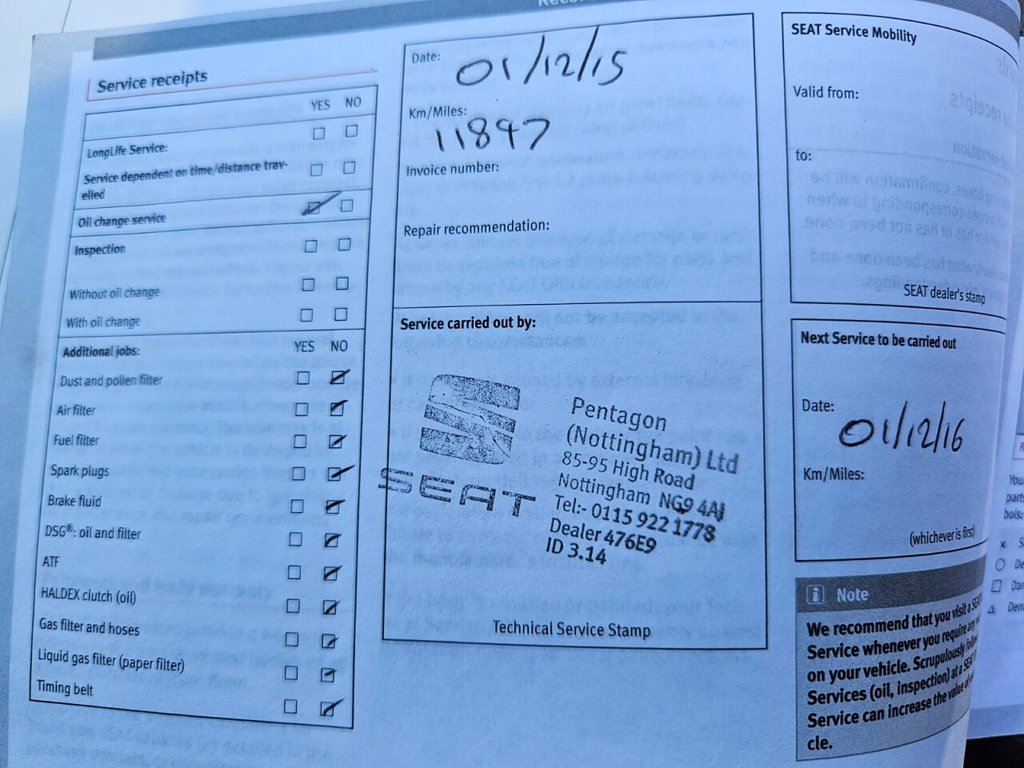 Service receipts
YES NO
LongLife Service:
Service dependent on time/distance trav-
elled
Oil change service
Inspection
Without oil change
With oil change
Additional jobs: YES NO
Dust and pollen filter
Air filter
Fuel filter
Spark plugs
Brake fluid
DSG®: oil and filter
ATF
HALDEX clutch (oil)
Gas filter and hoses
Liquid gas filter (paper filter)
Timing belt
Date: 01/12/15
Km/Miles:
11847
Invoice number:
Repair recommendation:
Service carried out by:
SEAT
Pentagon
(Nottingham) Ltd
85-95 High Road
Nottingham NG9 4AJ
Tel:- 0115 922 1778
Dealer 476E9
ID 3.14
Technical Service Stamp
SEAT Service Mobility
Valid from:
to:
SEAT dealer's stamp
Next Service to be carried out
Date:
01/12/16
Km/Miles:
(whichever is first)
Note
We recommend that you visit a SEAT
Service whenever you require any
on your vehicle. Scrupulously
Services (oil, inspection) at a SEAT
Service can increase the value of
cle.